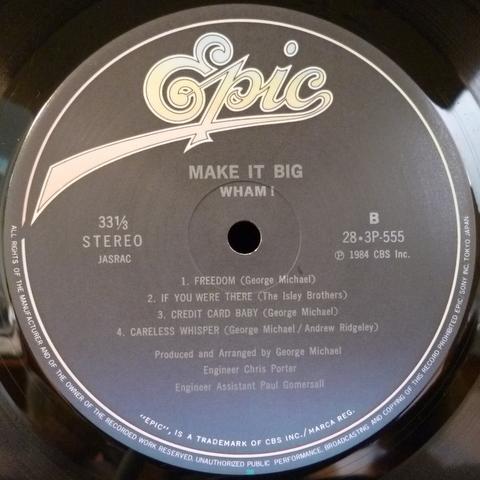 Epic
MAKE IT BIG
WHAM!
33⅓
STEREO
JASRAC
B
28•3P-555
Ⓟ 1984 CBS Inc.
1. FREEDOM (George Michael)
2. IF YOU WERE THERE (The Isley Brothers)
3. CREDIT CARD BABY (George Michael)
4. CARELESS WHISPER (George Michael/Andrew Ridgeley)
Produced and Arranged by George Michael
Engineer Chris Porter
Engineer Assistant Paul Gomersall
"EPIC", IS A TRADEMARK OF CBS INC./MARCA REG.
ALL RIGHTS OF THE MANUFACTURER AND OF THE OWNER OF THE RECORDED WORK RESERVED. UNAUTHORIZED PUBLIC PERFORMANCE, BROADCASTING AND COPYING OF THIS RECORD PROHIBITED EPIC/SONY INC. TOKYO JAPAN